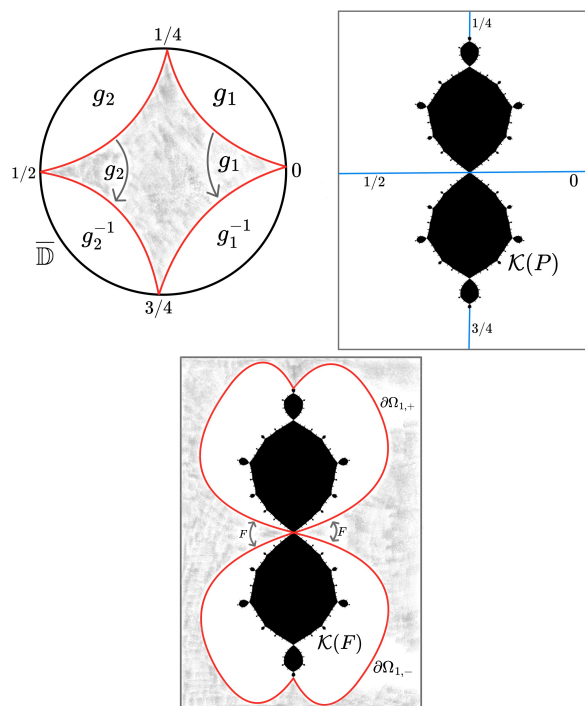 1/4
g₂ g₁
g₂ g₁
1/2 0
g₂⁻¹ g₁⁻¹
𝔻̅
3/4
1/4
1/2 0
𝒦(P)
3/4
∂Ω₁,₊
F F
𝒦(F)
∂Ω₁,₋